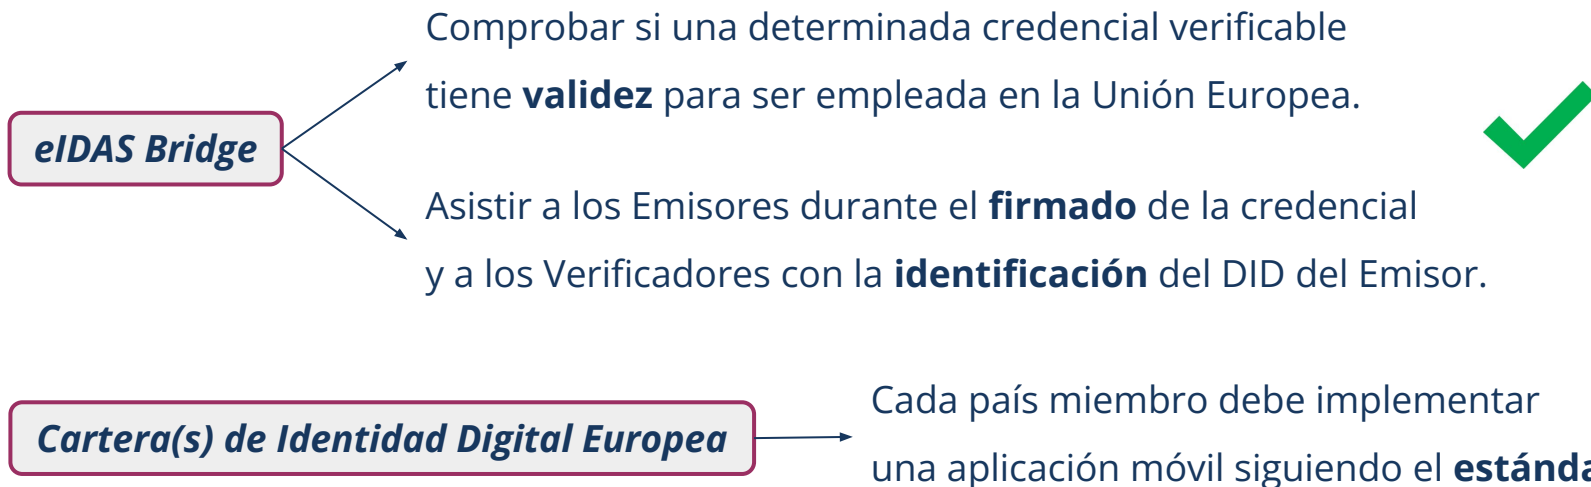 Comprobar si una determinada credencial verificable
tiene validez para ser empleada en la Unión Europea.
eIDAS Bridge
Asistir a los Emisores durante el firmado de la credencial
y a los Verificadores con la identificación del DID del Emisor.
Cada país miembro debe implementar
Cartera(s) de Identidad Digital Europea
una aplicación móvil siguiendo el